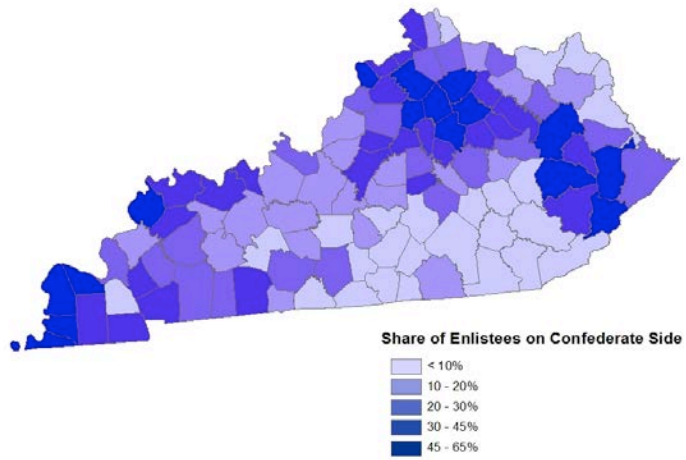 Share of Enlistees on Confederate Side
< 10%
10 - 20%
20 - 30%
30 - 45%
45 - 65%